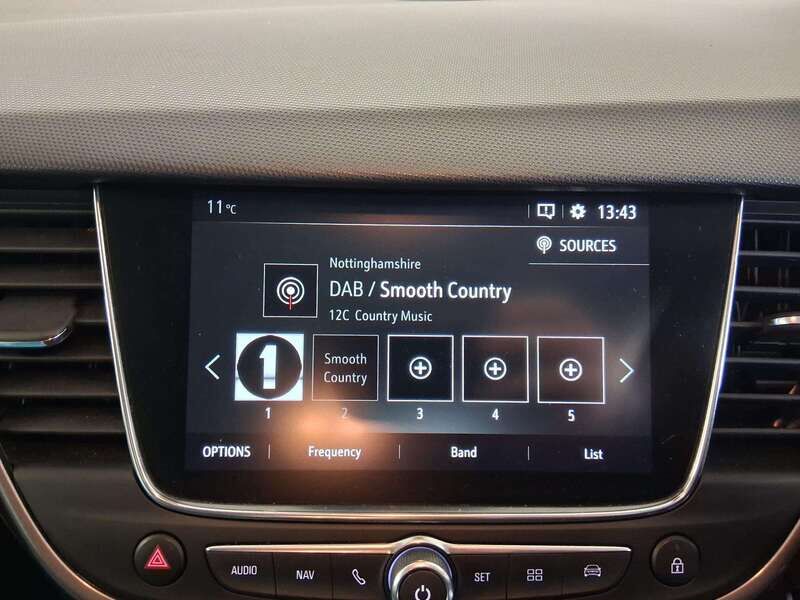 11 °C
13:43
SOURCES
Nottinghamshire
DAB / Smooth Country
12C Country Music
1
Smooth
Country
1 2 3 4 5
OPTIONS Frequency Band List
AUDIO NAV SET